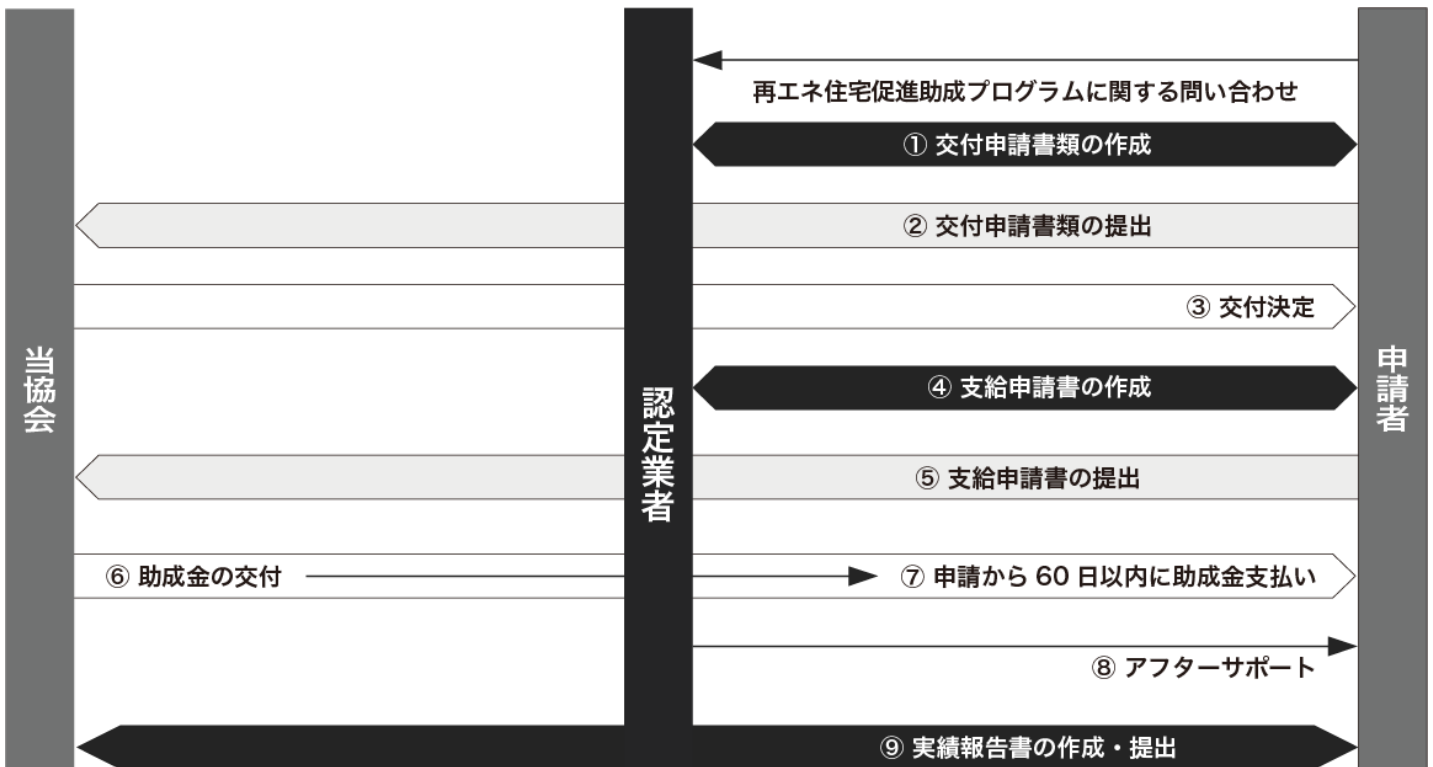 再エネ住宅促進助成プログラムに関する問い合わせ
① 交付申請書類の作成
② 交付申請書類の提出
③ 交付決定
④ 支給申請書の作成
⑤ 支給申請書の提出
⑥ 助成金の交付
⑦ 申請から 60 日以内に助成金支払い
⑧ アフターサポート
⑨ 実績報告書の作成・提出
当協会
認定業者
申請者